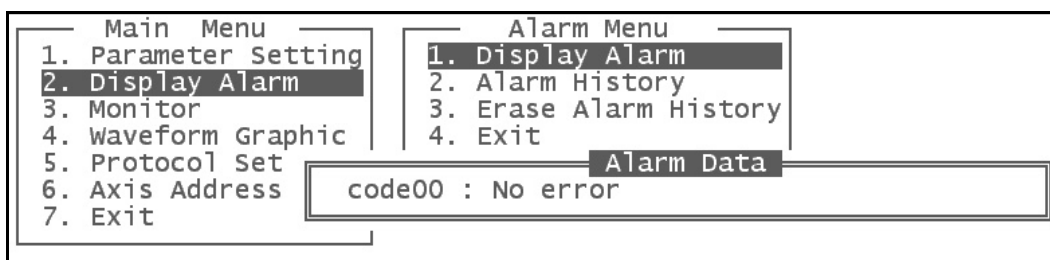 Main Menu
1. Parameter Setting
2. Display Alarm
3. Monitor
4. Waveform Graphic
5. Protocol Set
6. Axis Address
7. Exit
Alarm Menu
1. Display Alarm
2. Alarm History
3. Erase Alarm History
4. Exit
Alarm Data
code00 : No error